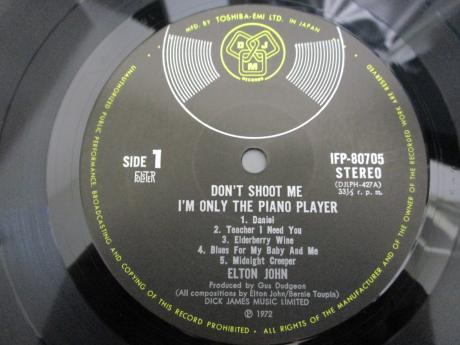 MFD. BY TOSHIBA-EMI LTD. IN JAPAN
DJM
RECORDS
SIDE 1
IFP-80705
STEREO
(DJLPH-427A)
33⅓ r. p. m.
DON'T SHOOT ME
I'M ONLY THE PIANO PLAYER
1. Daniel
2. Teacher I Need You
3. Elderberry Wine
4. Blues For My Baby And Me
5. Midnight Creeper
ELTON JOHN
Produced by Gus Dudgeon
(All compositions by Elton John/Bernie Taupin)
DICK JAMES MUSIC LIMITED
℗ 1972
UNAUTHORIZED PUBLIC PERFORMANCE, BROADCASTING AND COPYING OF THIS RECORD PROHIBITED • ALL RIGHTS OF THE MANUFACTURER AND OF THE OWNER OF THE RECORDED WORK ARE RESERVED